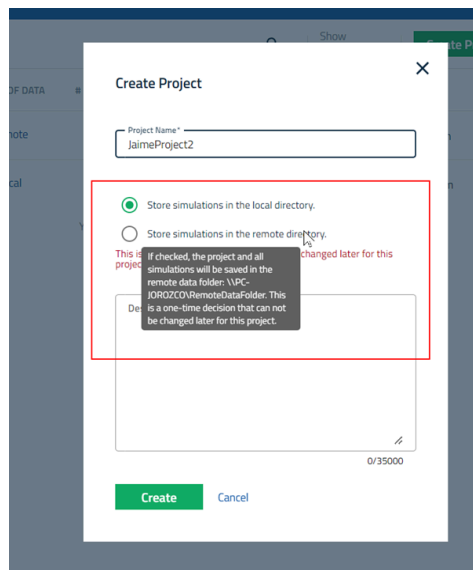 Show
OF DATA
#
Create Project
Project Name*
JaimeProject2
Store simulations in the local directory.
Store simulations in the remote directory.
This is
changed later for this
projec
If checked, the project and all
simulations will be saved in the
remote data folder: \\PC-
JOROZCO\RemoteDataFolder. This
is a one-time decision that can not
be changed later for this project.
Des
0/35000
Create
Cancel